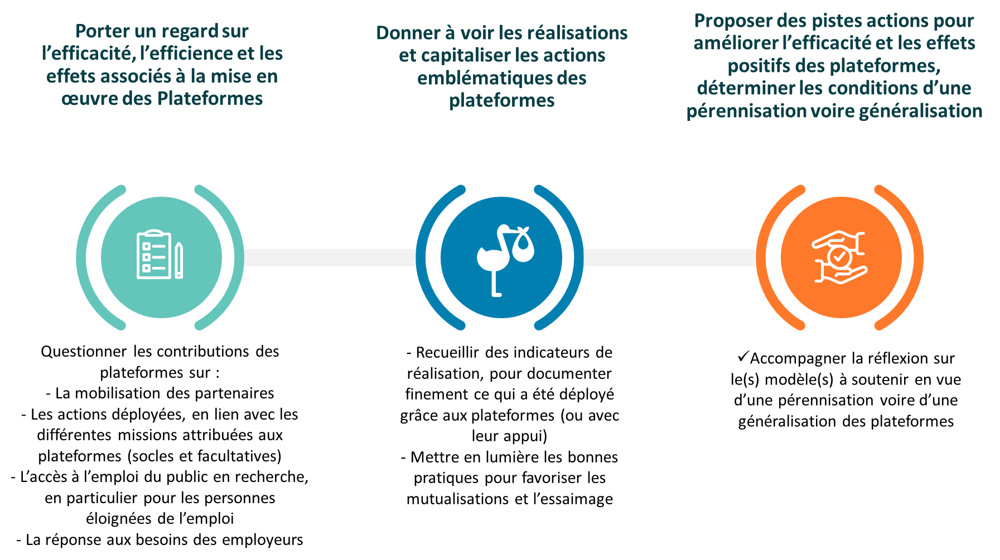 Porter un regard sur
l’efficacité, l’efficience et les
effets associés à la mise en
œuvre des Plateformes
Questionner les contributions des
plateformes sur :
- La mobilisation des partenaires
- Les actions déployées, en lien avec les
différentes missions attribuées aux
plateformes (socles et facultatives)
- L’accès à l’emploi du public en recherche,
en particulier pour les personnes
éloignées de l’emploi
- La réponse aux besoins des employeurs
Donner à voir les réalisations
et capitaliser les actions
emblématiques des
plateformes
- Recueillir des indicateurs de
réalisation, pour documenter
finement ce qui a été déployé
grâce aux plateformes (ou avec
leur appui)
- Mettre en lumière les bonnes
pratiques pour favoriser les
mutualisations et l’essaimage
Proposer des pistes actions pour
améliorer l’efficacité et les effets
positifs des plateformes,
déterminer les conditions d’une
pérennisation voire généralisation
✓Accompagner la réflexion sur
le(s) modèle(s) à soutenir en vue
d’une pérennisation voire d’une
généralisation des plateformes